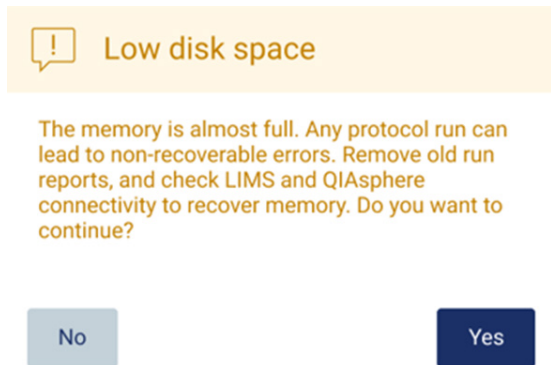 !
Low disk space
The memory is almost full. Any protocol run can
lead to non-recoverable errors. Remove old run
reports, and check LIMS and QIAsphere
connectivity to recover memory. Do you want to
continue?
No
Yes